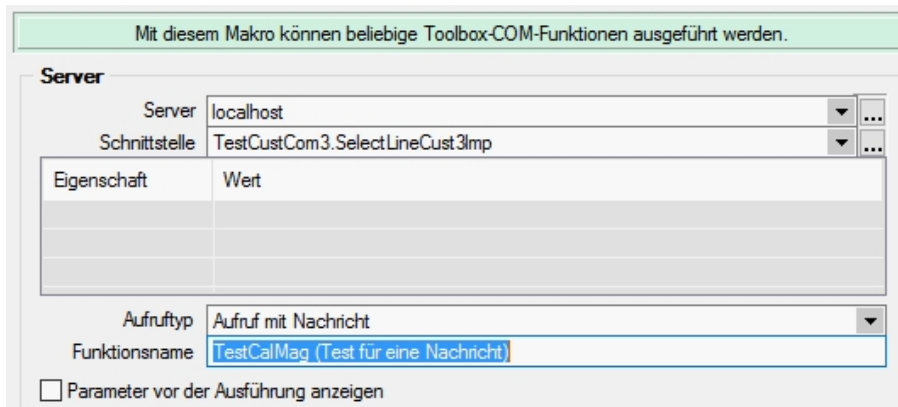 Mit diesem Makro können beliebige Toolbox-COM-Funktionen ausgeführt werden.
Server
Server localhost ...
Schnittstelle TestCustCom3.SelectLineCust3Imp ...
Eigenschaft Wert
Aufruftyp Aufruf mit Nachricht
Funktionsname TestCalMag (Test für eine Nachricht)
Parameter vor der Ausführung anzeigen